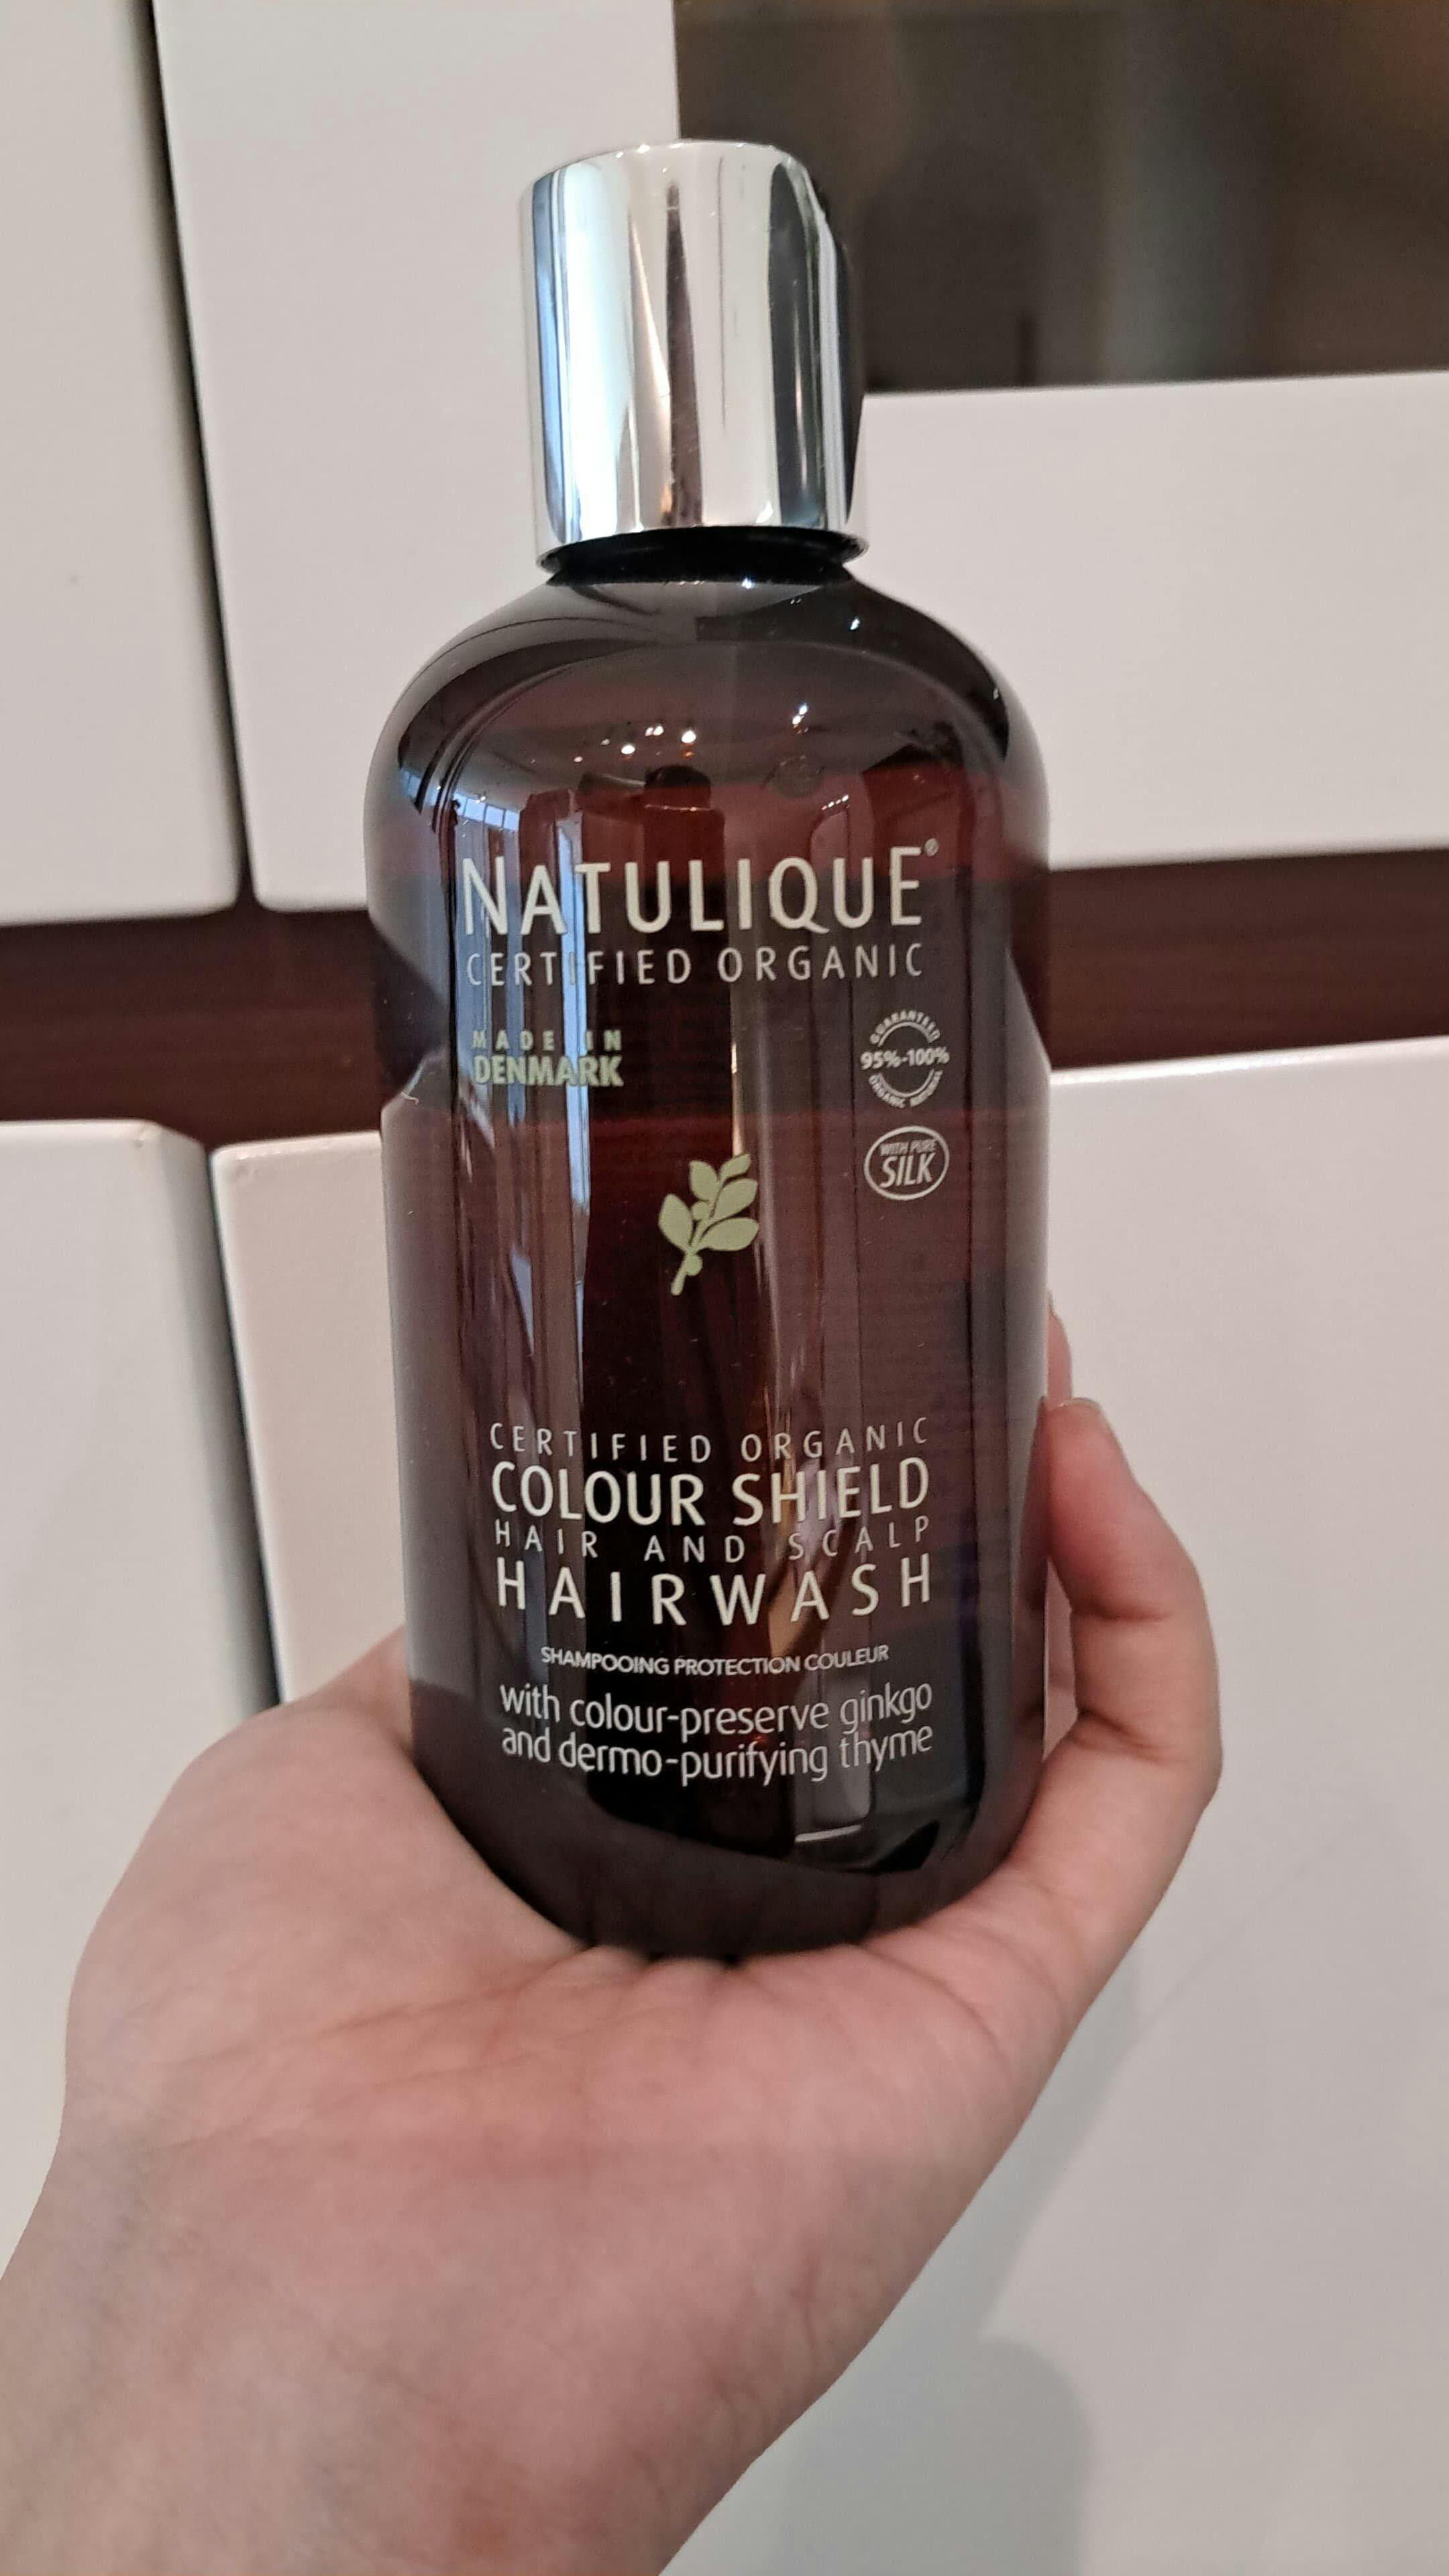 NATULIQUE®
CERTIFIED ORGANIC
MADE IN
DENMARK
GUARANTEED
95%-100%
ORGANIC NATURAL
WITH PURE
SILK
CERTIFIED ORGANIC
COLOUR SHIELD
HAIR AND SCALP
HAIRWASH
SHAMPOOING PROTECTION COULEUR
with colour-preserve ginkgo
and dermo-purifying thyme